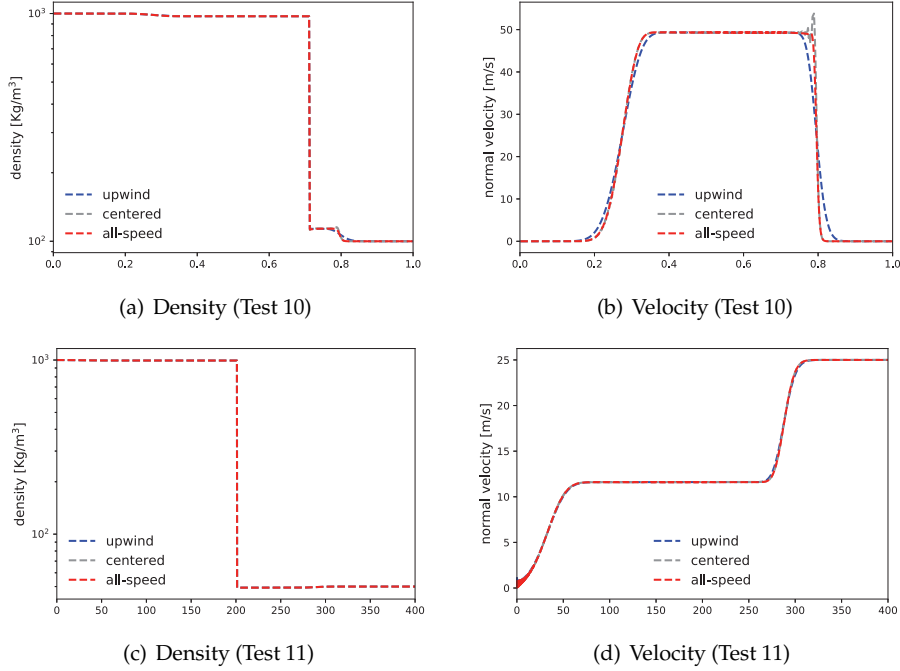 10³
10²
density [Kg/m³]
upwind
centered
all-speed
0.0 0.2 0.4 0.6 0.8 1.0
(a) Density (Test 10)
50
40
30
20
10
0
normal velocity [m/s]
upwind
centered
all-speed
0.0 0.2 0.4 0.6 0.8 1.0
(b) Velocity (Test 10)
10³
10²
density [Kg/m³]
upwind
centered
all-speed
0 50 100 150 200 250 300 350 400
(c) Density (Test 11)
25
20
15
10
5
0
normal velocity [m/s]
upwind
centered
all-speed
0 50 100 150 200 250 300 350 400
(d) Velocity (Test 11)